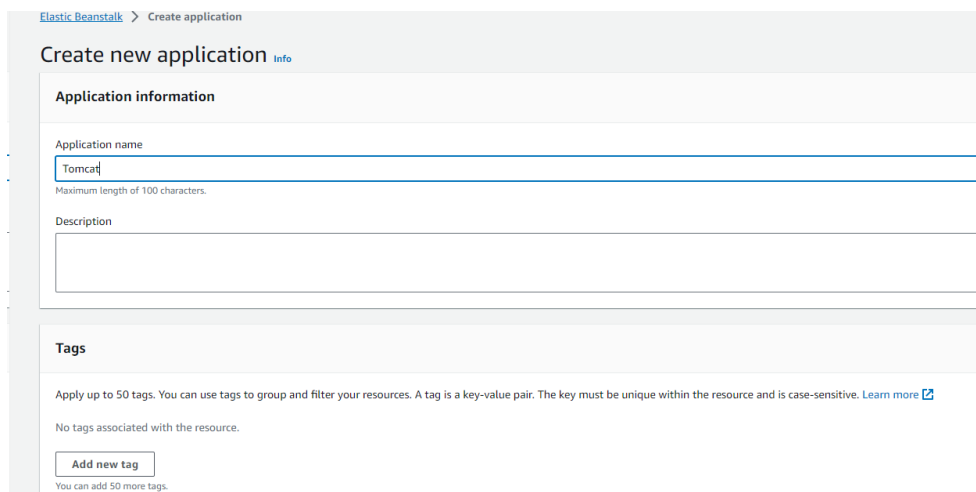 Elastic Beanstalk > Create application
Create new application Info
Application information
Application name
Tomcat
Maximum length of 100 characters.
Description
Tags
Apply up to 50 tags. You can use tags to group and filter your resources. A tag is a key-value pair. The key must be unique within the resource and is case-sensitive. Learn more
No tags associated with the resource.
Add new tag
You can add 50 more tags.